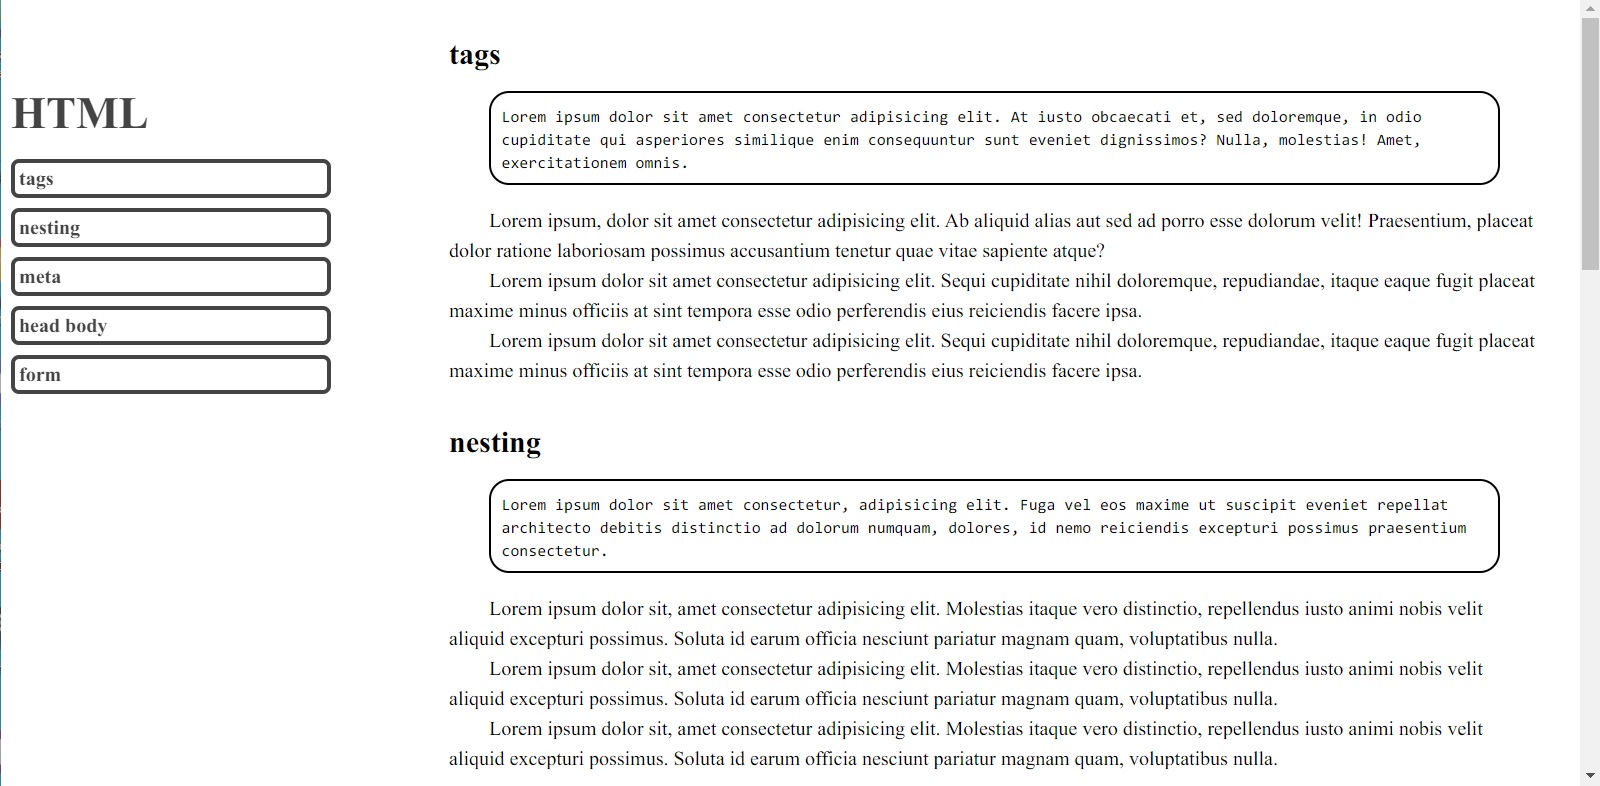 HTML
tags
nesting
meta
head body
form
tags
Lorem ipsum dolor sit amet consectetur adipisicing elit. At iusto obcaecati et, sed doloremque, in odio
cupiditate qui asperiores similique enim consequuntur sunt eveniet dignissimos? Nulla, molestias! Amet,
exercitationem omnis.
Lorem ipsum, dolor sit amet consectetur adipisicing elit. Ab aliquid alias aut sed ad porro esse dolorum velit! Praesentium, placeat
dolor ratione laboriosam possimus accusantium tenetur quae vitae sapiente atque?
Lorem ipsum dolor sit amet consectetur adipisicing elit. Sequi cupiditate nihil doloremque, repudiandae, itaque eaque fugit placeat
maxime minus officiis at sint tempora esse odio perferendis eius reiciendis facere ipsa.
Lorem ipsum dolor sit amet consectetur adipisicing elit. Sequi cupiditate nihil doloremque, repudiandae, itaque eaque fugit placeat
maxime minus officiis at sint tempora esse odio perferendis eius reiciendis facere ipsa.
nesting
Lorem ipsum dolor sit amet consectetur, adipisicing elit. Fuga vel eos maxime ut suscipit eveniet repellat
architecto debitis distinctio ad dolorum numquam, dolores, id nemo reiciendis excepturi possimus praesentium
consectetur.
Lorem ipsum dolor sit, amet consectetur adipisicing elit. Molestias itaque vero distinctio, repellendus iusto animi nobis velit
aliquid excepturi possimus. Soluta id earum officia nesciunt pariatur magnam quam, voluptatibus nulla.
Lorem ipsum dolor sit, amet consectetur adipisicing elit. Molestias itaque vero distinctio, repellendus iusto animi nobis velit
aliquid excepturi possimus. Soluta id earum officia nesciunt pariatur magnam quam, voluptatibus nulla.
Lorem ipsum dolor sit, amet consectetur adipisicing elit. Molestias itaque vero distinctio, repellendus iusto animi nobis velit
aliquid excepturi possimus. Soluta id earum officia nesciunt pariatur magnam quam, voluptatibus nulla.